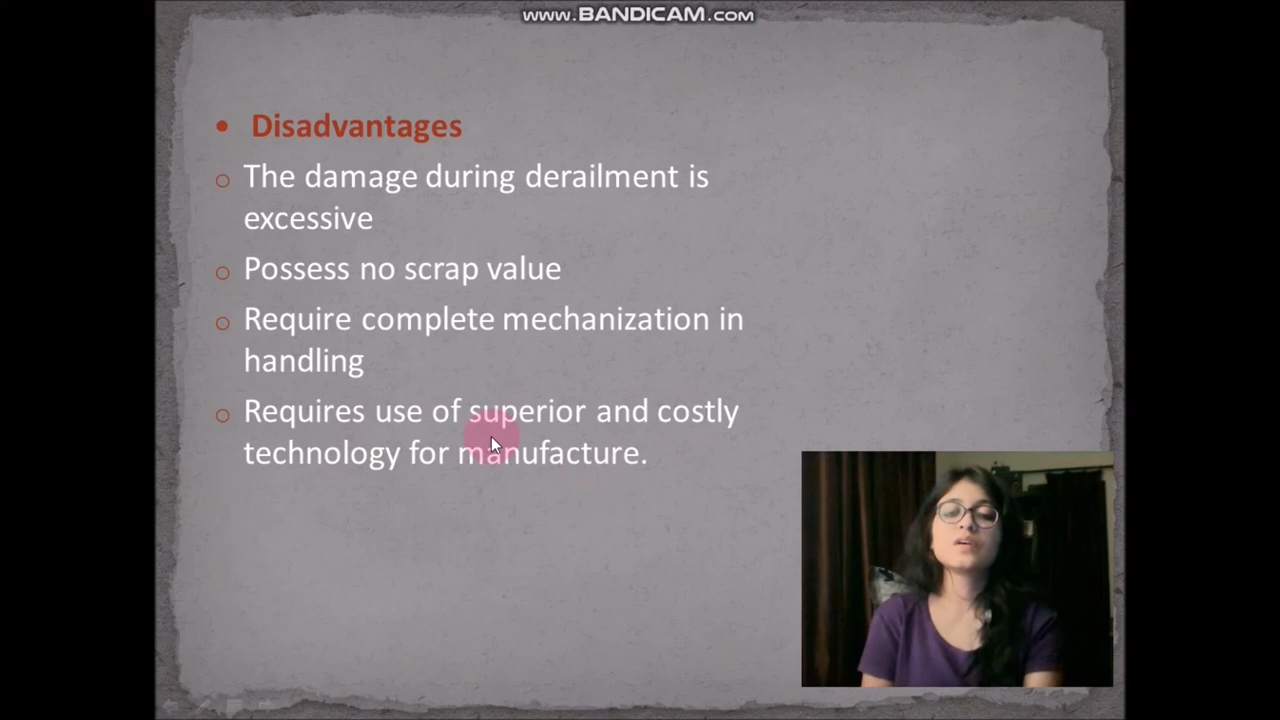 www.BANDICAM.com
• Disadvantages
o The damage during derailment is
excessive
o Possess no scrap value
o Require complete mechanization in
handling
o Requires use of superior and costly
technology for manufacture.